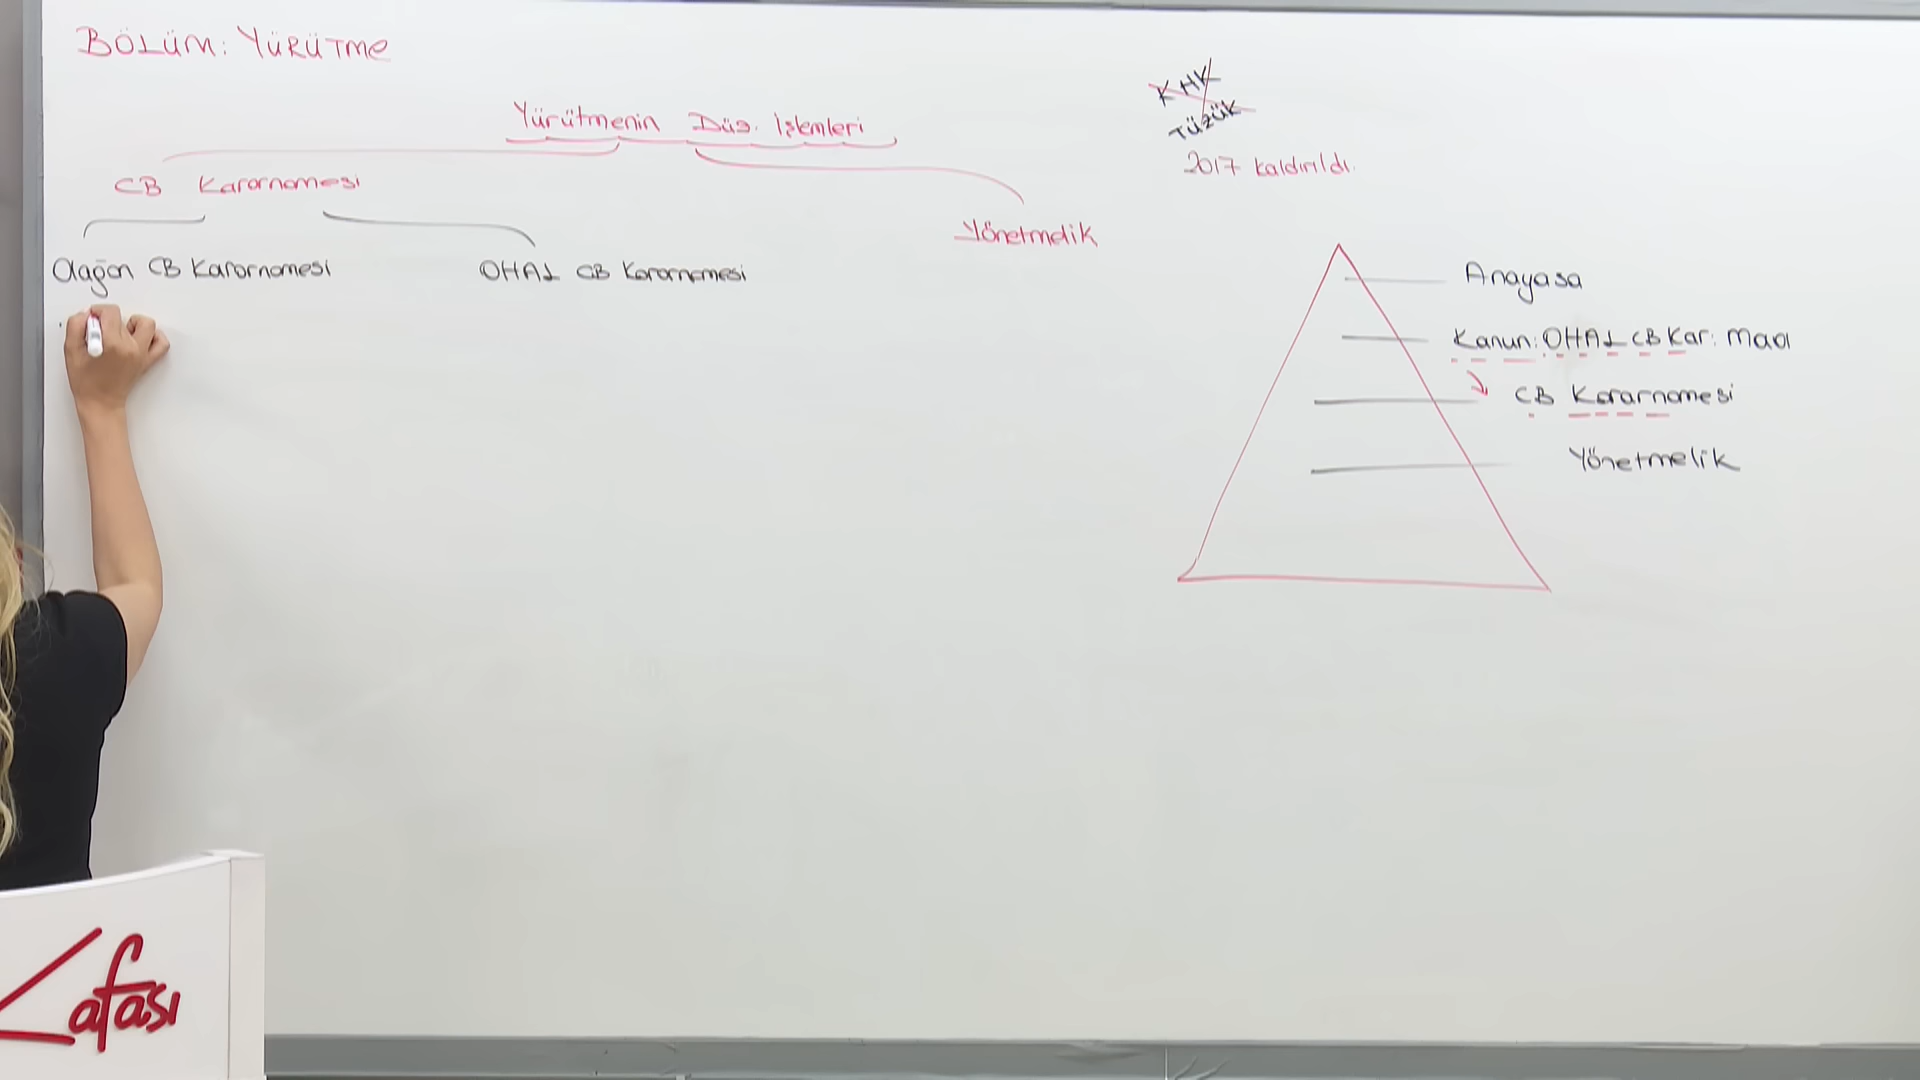 BÖLÜM: YÜRÜTME
Yürütmenin Düz. İşlemleri
CB Kararnamesi
Yönetmelik
Olağan CB Kararnamesi
OHAL CB Kararnamesi
KHK
TÜZÜK
2017 kaldırıldı.
Anayasa
Kanun: OHAL CB Kar:
CB Kararnamesi
Yönetmelik
afası